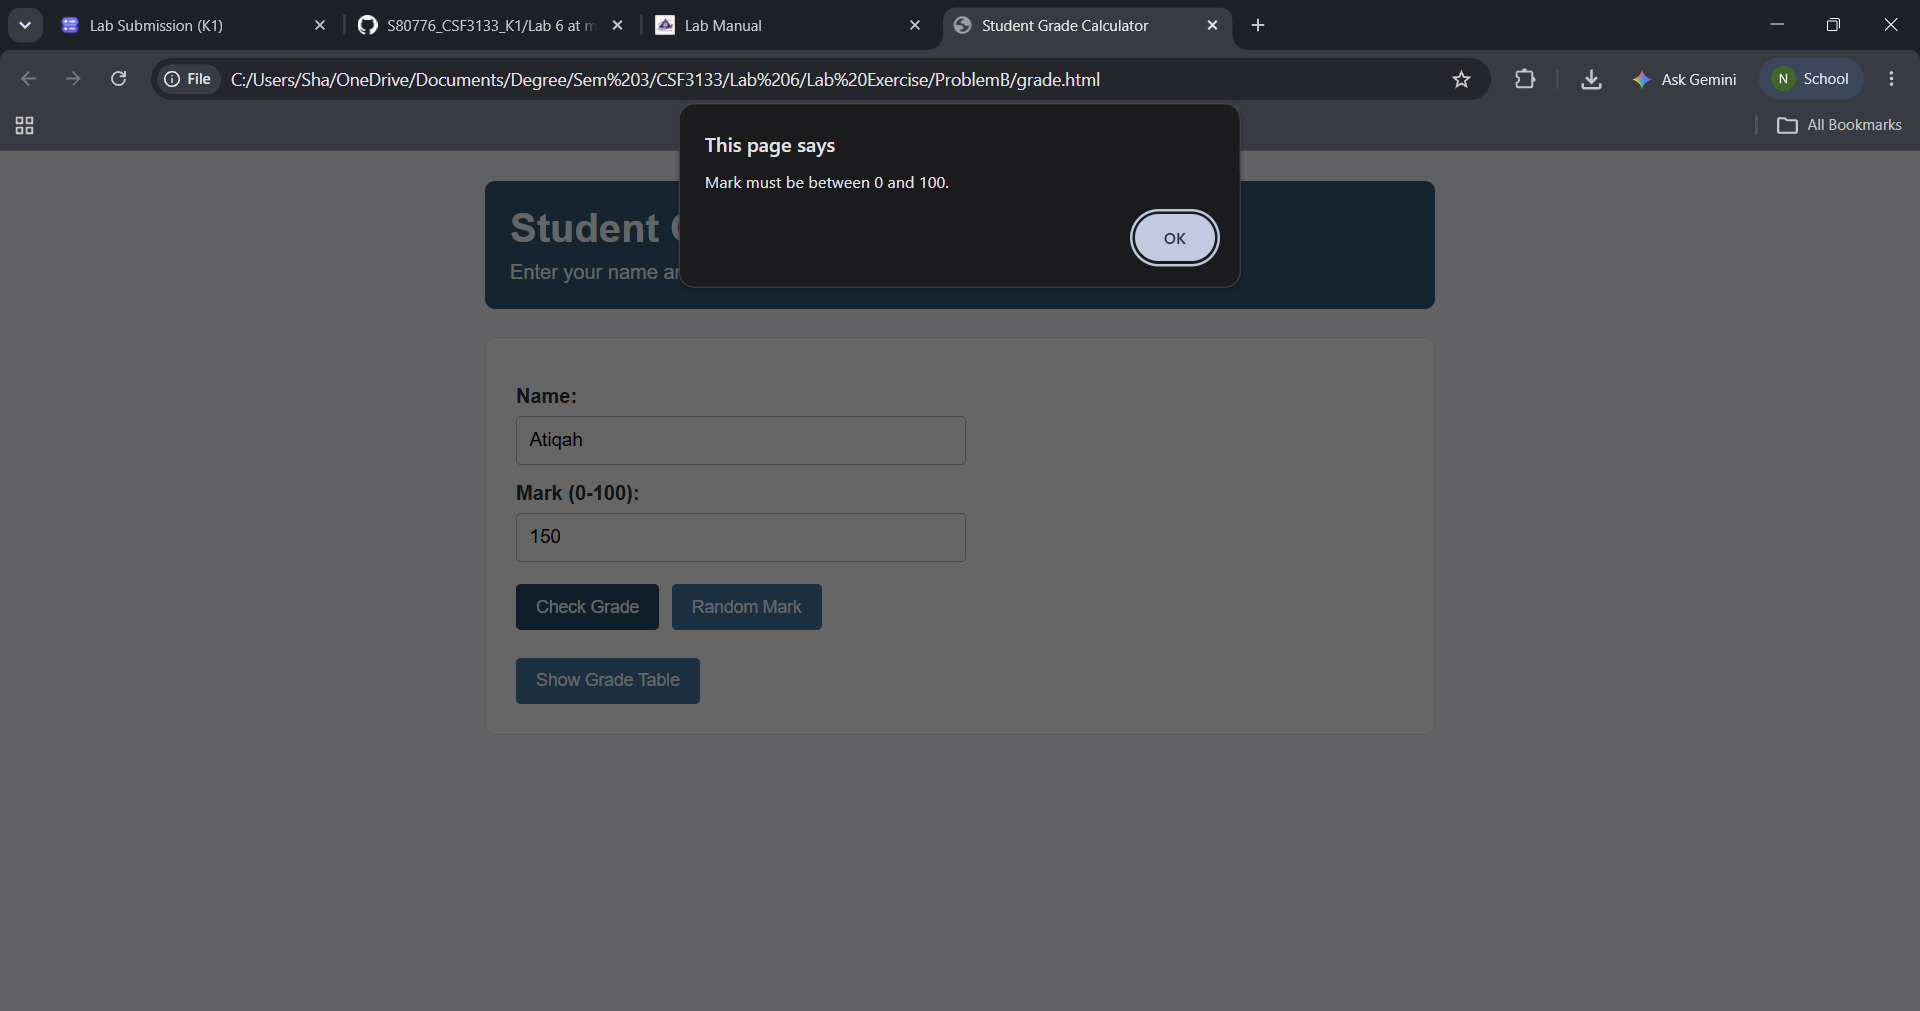 Lab Submission (K1)
S80776_CSF3133_K1/Lab 6 at m
Lab Manual
Student Grade Calculator
File
C:/Users/Sha/OneDrive/Documents/Degree/Sem%203/CSF3133/Lab%206/Lab%20Exercise/ProblemB/grade.html
Ask Gemini
N
School
All Bookmarks
This page says
Mark must be between 0 and 100.
OK
Student
Enter your name
Name:
Atiqah
Mark (0-100):
150
Check Grade
Random Mark
Show Grade Table